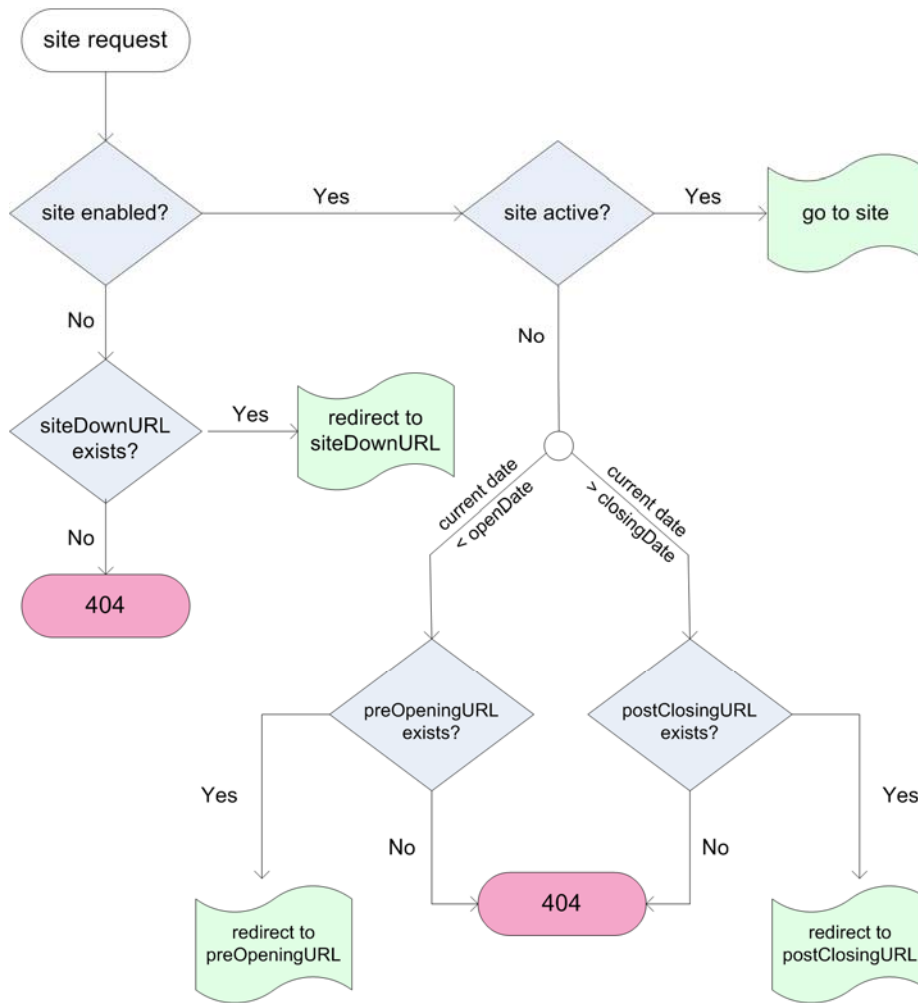 site request
site enabled?
Yes
site active?
Yes
go to site
No
No
siteDownURL
exists?
Yes
redirect to
siteDownURL
current date
< openDate
current date
> closingDate
No
404
preOpeningURL
exists?
postClosingURL
exists?
Yes
No
No
Yes
redirect to
preOpeningURL
404
redirect to
postClosingURL